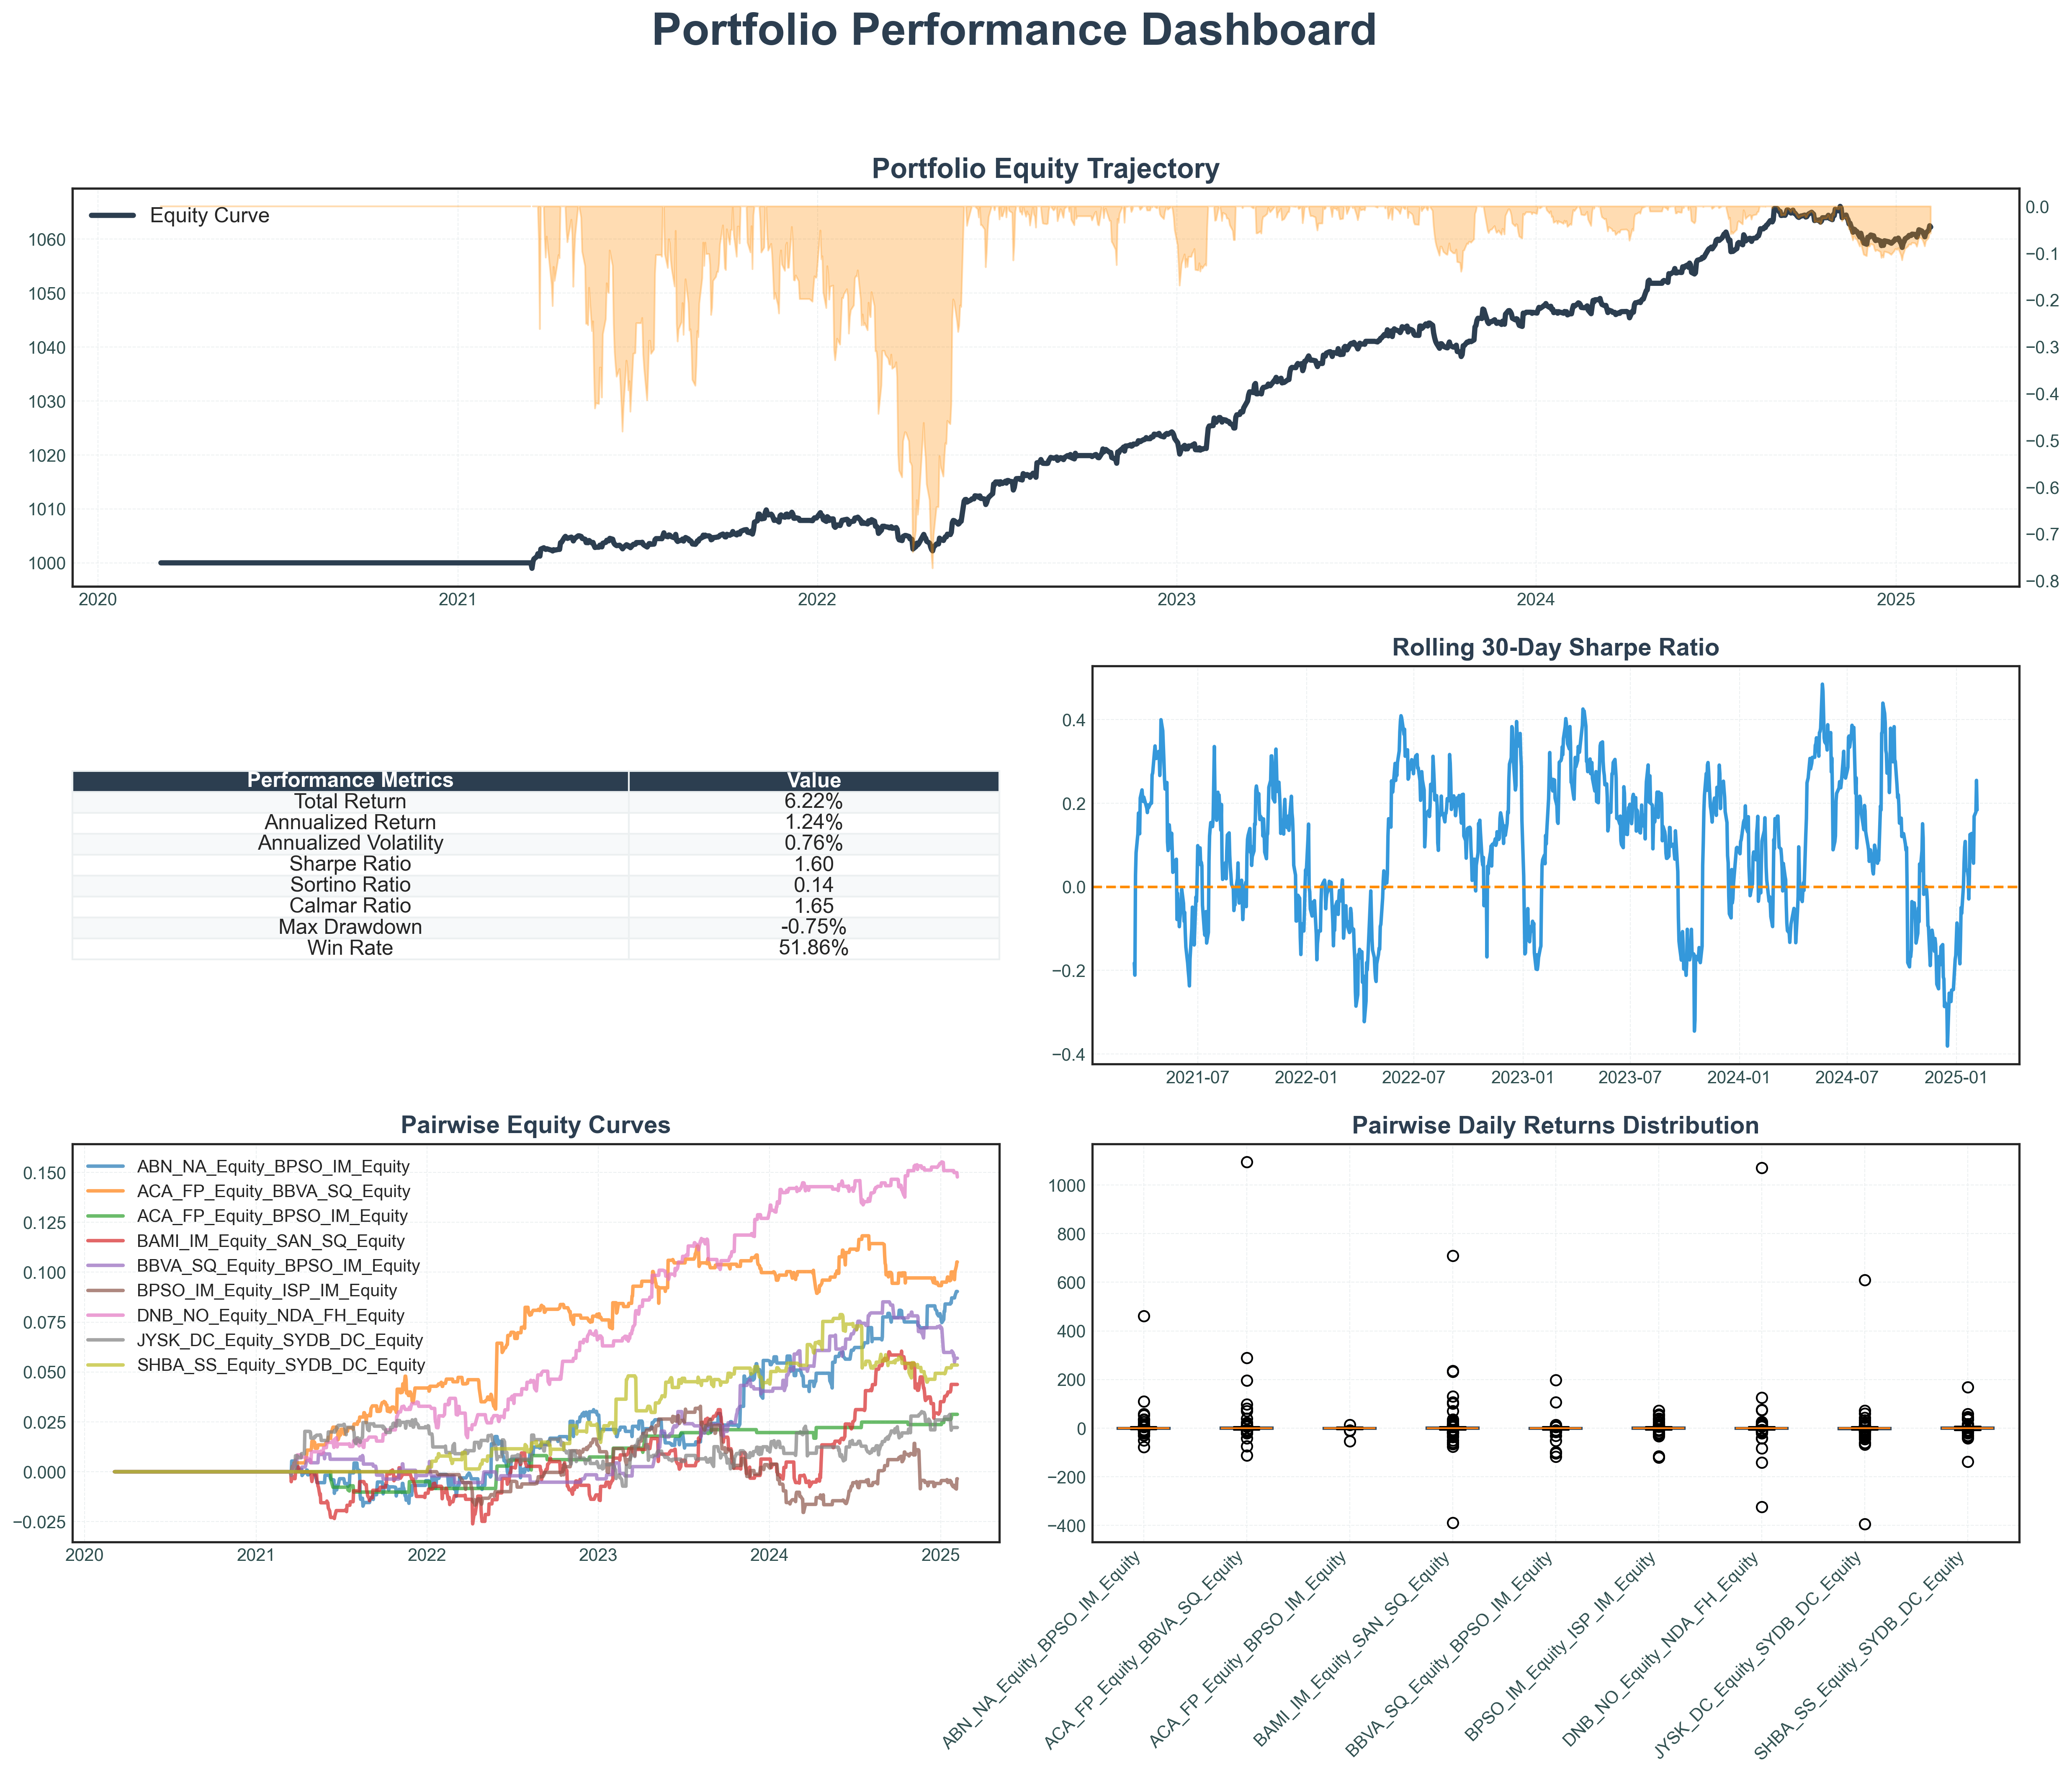 Portfolio Performance Dashboard
Portfolio Equity Trajectory
Equity Curve
1060
1050
1040
1030
1020
1010
1000
0.0
−0.1
−0.2
−0.3
−0.4
−0.5
−0.6
−0.7
−0.8
2020 2021 2022 2023 2024 2025
Performance Metrics Value
Total Return 6.22%
Annualized Return 1.24%
Annualized Volatility 0.76%
Sharpe Ratio 1.60
Sortino Ratio 0.14
Calmar Ratio 1.65
Max Drawdown -0.75%
Win Rate 51.86%
Rolling 30-Day Sharpe Ratio
0.4
0.2
0.0
−0.2
−0.4
2021-07 2022-01 2022-07 2023-01 2023-07 2024-01 2024-07 2025-01
Pairwise Equity Curves
0.150
0.125
0.100
0.075
0.050
0.025
0.000
−0.025
ABN_NA_Equity_BPSO_IM_Equity
ACA_FP_Equity_BBVA_SQ_Equity
ACA_FP_Equity_BPSO_IM_Equity
BAMI_IM_Equity_SAN_SQ_Equity
BBVA_SQ_Equity_BPSO_IM_Equity
BPSO_IM_Equity_ISP_IM_Equity
DNB_NO_Equity_NDA_FH_Equity
JYSK_DC_Equity_SYDB_DC_Equity
SHBA_SS_Equity_SYDB_DC_Equity
2020 2021 2022 2023 2024 2025
Pairwise Daily Returns Distribution
1000
800
600
400
200
0
−200
−400
ABN_NA_Equity_BPSO_IM_Equity
ACA_FP_Equity_BBVA_SQ_Equity
ACA_FP_Equity_BPSO_IM_Equity
BAMI_IM_Equity_SAN_SQ_Equity
BBVA_SQ_Equity_BPSO_IM_Equity
BPSO_IM_Equity_ISP_IM_Equity
DNB_NO_Equity_NDA_FH_Equity
JYSK_DC_Equity_SYDB_DC_Equity
SHBA_SS_Equity_SYDB_DC_Equity